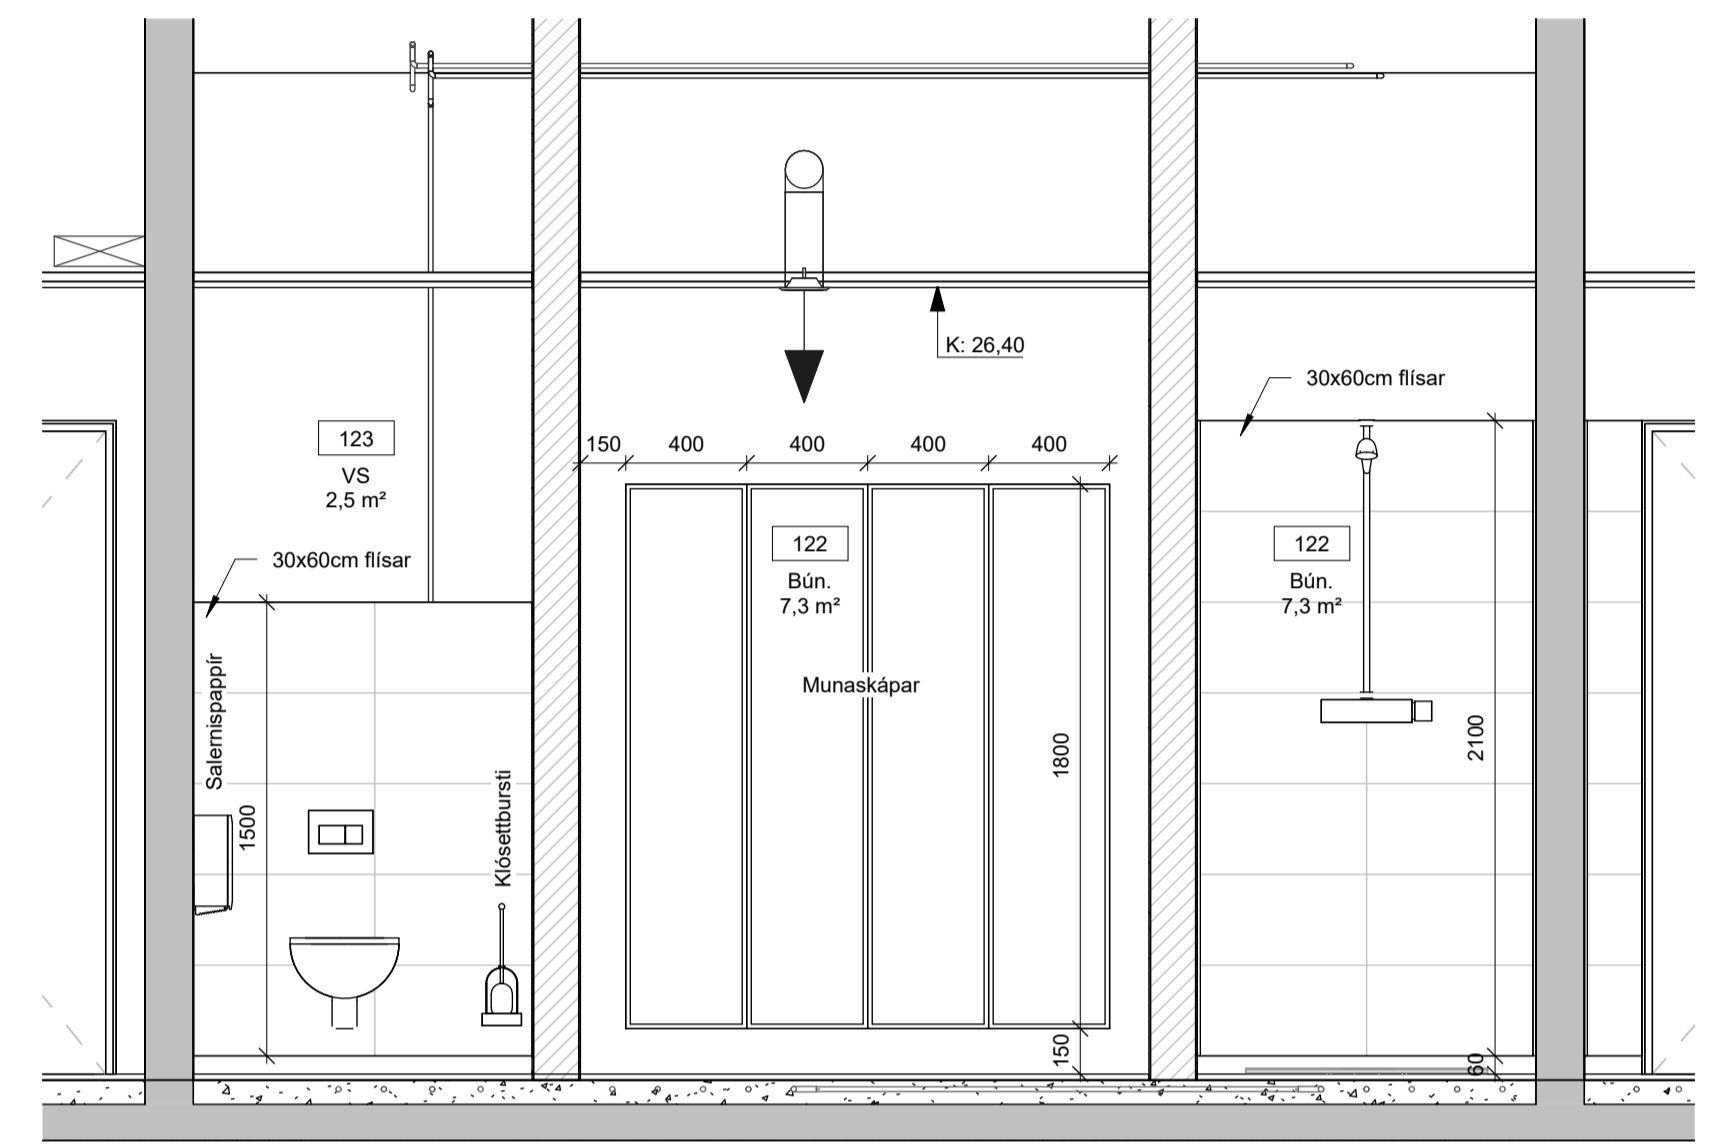 K: 26,40
30x60cm flísar
123
VS
2,5 m²
150
400
400
400
400
30x60cm flísar
122
Bún.
7,3 m²
122
Bún.
7,3 m²
Munaskápar
Salernispappír
1500
Klósettbursti
1800
2100
150
60